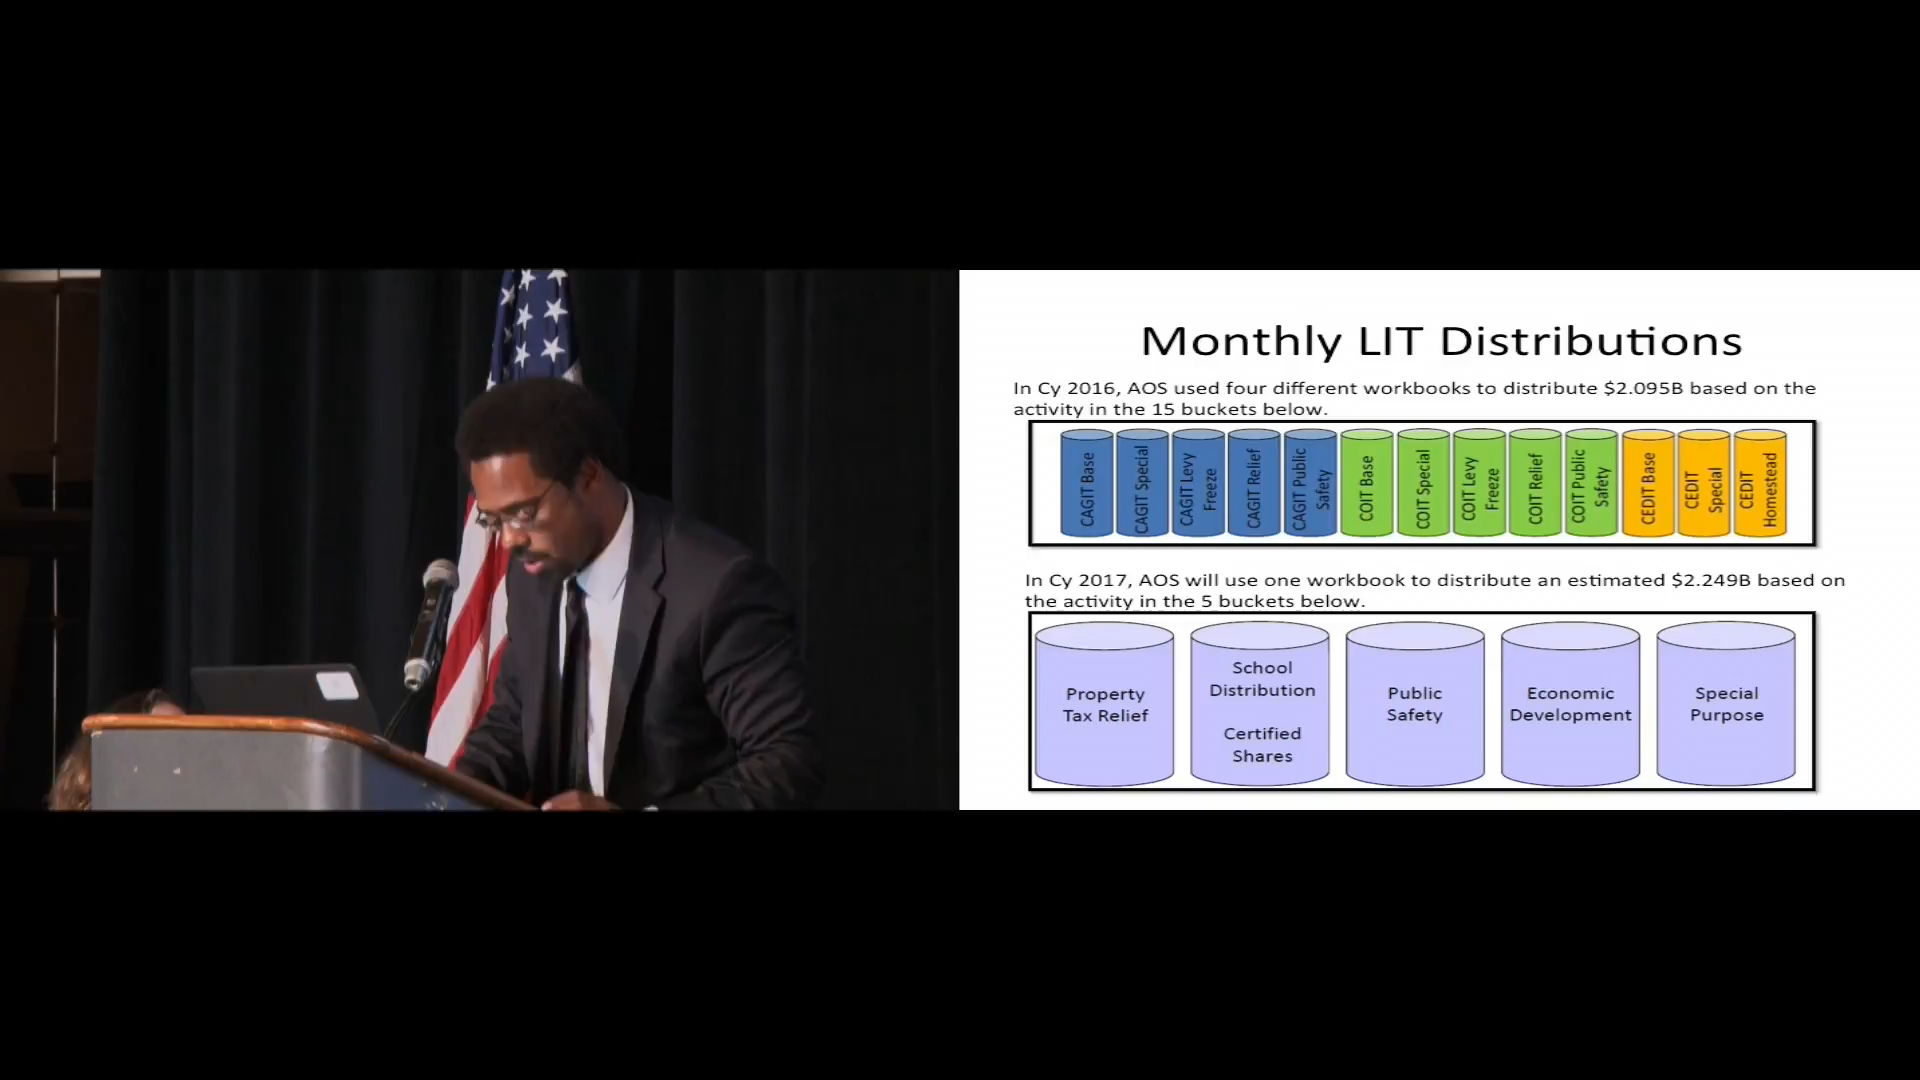 Monthly LIT Distributions
In Cy 2016, AOS used four different workbooks to distribute $2.095B based on the
activity in the 15 buckets below.
CAGIT Base
CAGIT Special
CAGIT Levy
Freeze
CAGIT Relief
CAGIT Public
Safety
COIT Base
COIT Special
COIT Levy
Freeze
COIT Relief
COIT Public
Safety
CEDIT Base
CEDIT
Special
CEDIT
Homestead
In Cy 2017, AOS will use one workbook to distribute an estimated $2.249B based on
the activity in the 5 buckets below.
Property
Tax Relief
School
Distribution
Certified
Shares
Public
Safety
Economic
Development
Special
Purpose